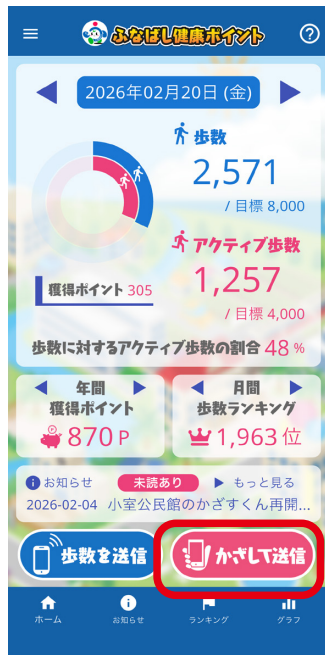 ふなばし健康ポイント
2026年02月20日 (金)
歩数
2,571
/ 目標 8,000
アクティブ歩数
1,257
/ 目標 4,000
獲得ポイント 305
歩数に対するアクティブ歩数の割合 48 %
年間
獲得ポイント
870 P
月間
歩数ランキング
1,963 位
お知らせ 未読あり もっと見る
2026-02-04 小室公民館のかざすくん再開...
歩数を送信
かざして送信
ホーム
お知らせ
ランキング
グラフ